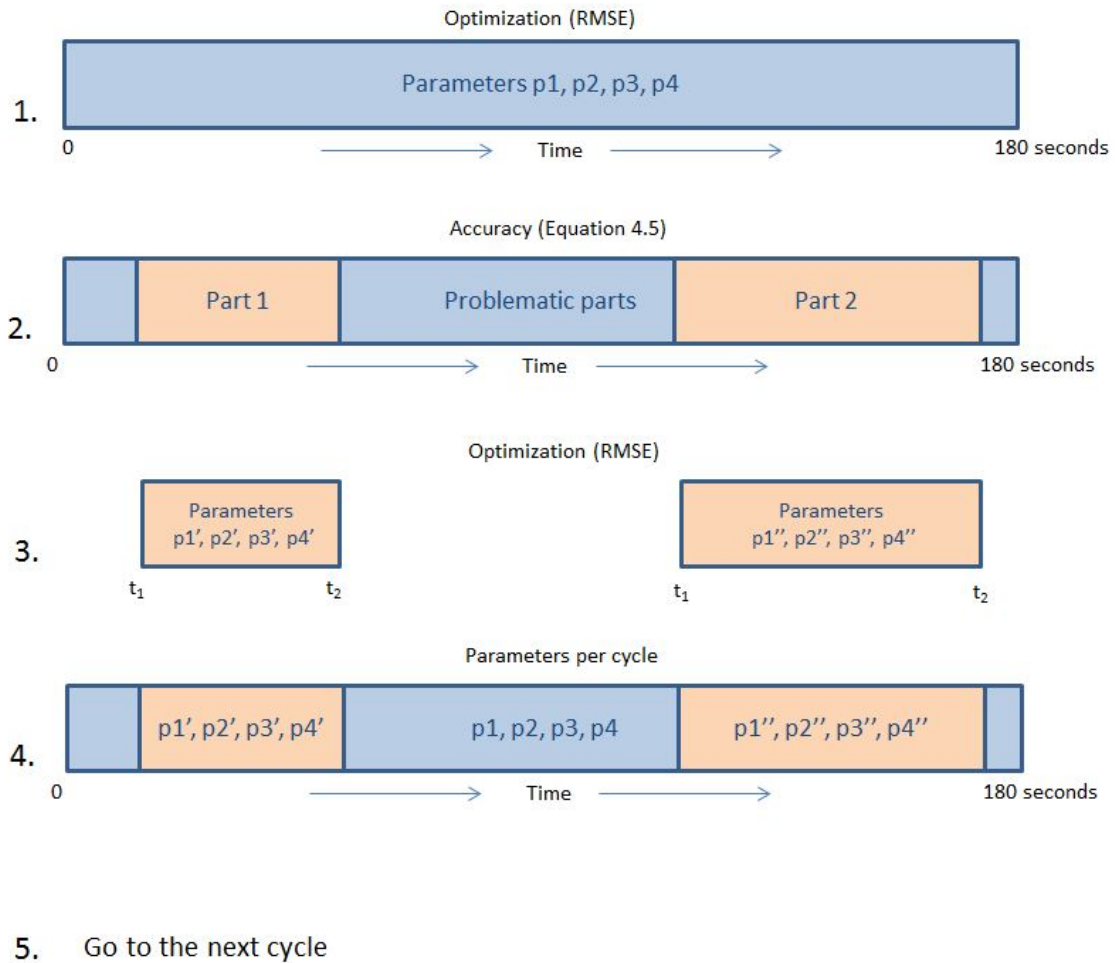 Optimization (RMSE)
Parameters p1, p2, p3, p4
1.
0
Time
180 seconds
Accuracy (Equation 4.5)
Part 1
Problematic parts
Part 2
2.
0
Time
180 seconds
Optimization (RMSE)
Parameters
p1’, p2’, p3’, p4’
Parameters
p1’’, p2’’, p3’’, p4’’
3.
t₁
t₂
t₁
t₂
Parameters per cycle
p1’, p2’, p3’, p4’
p1, p2, p3, p4
p1’’, p2’’, p3’’, p4’’
4.
0
Time
180 seconds
5. Go to the next cycle